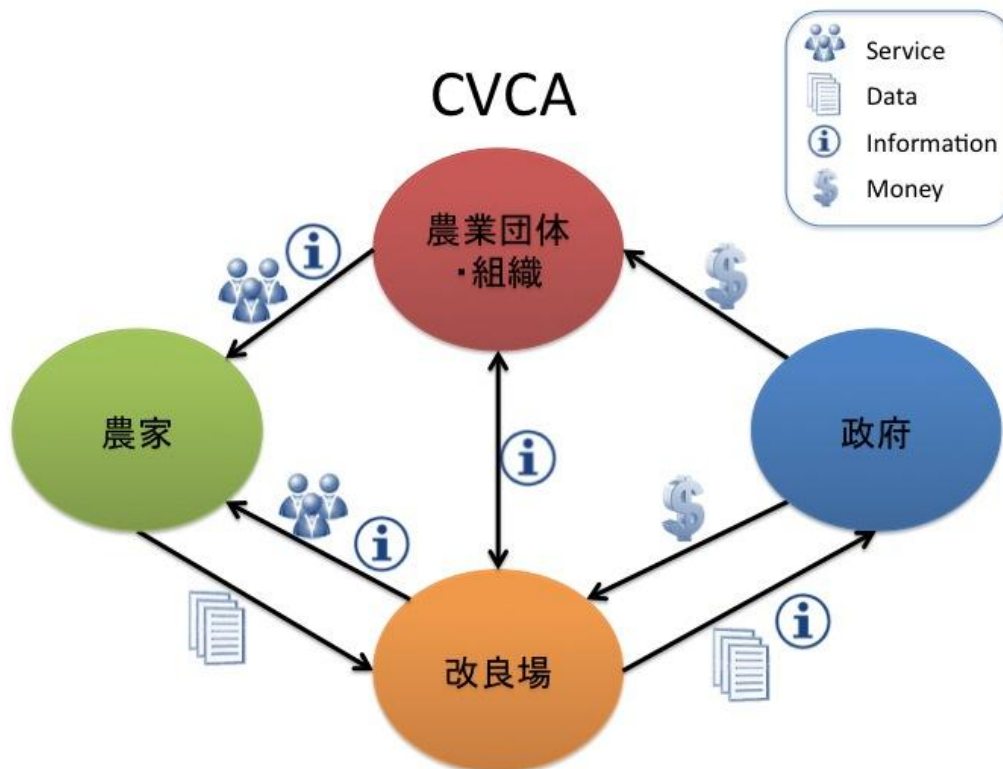 CVCA
Service
Data
Information
Money
農業団体
・組織
農家
政府
改良場